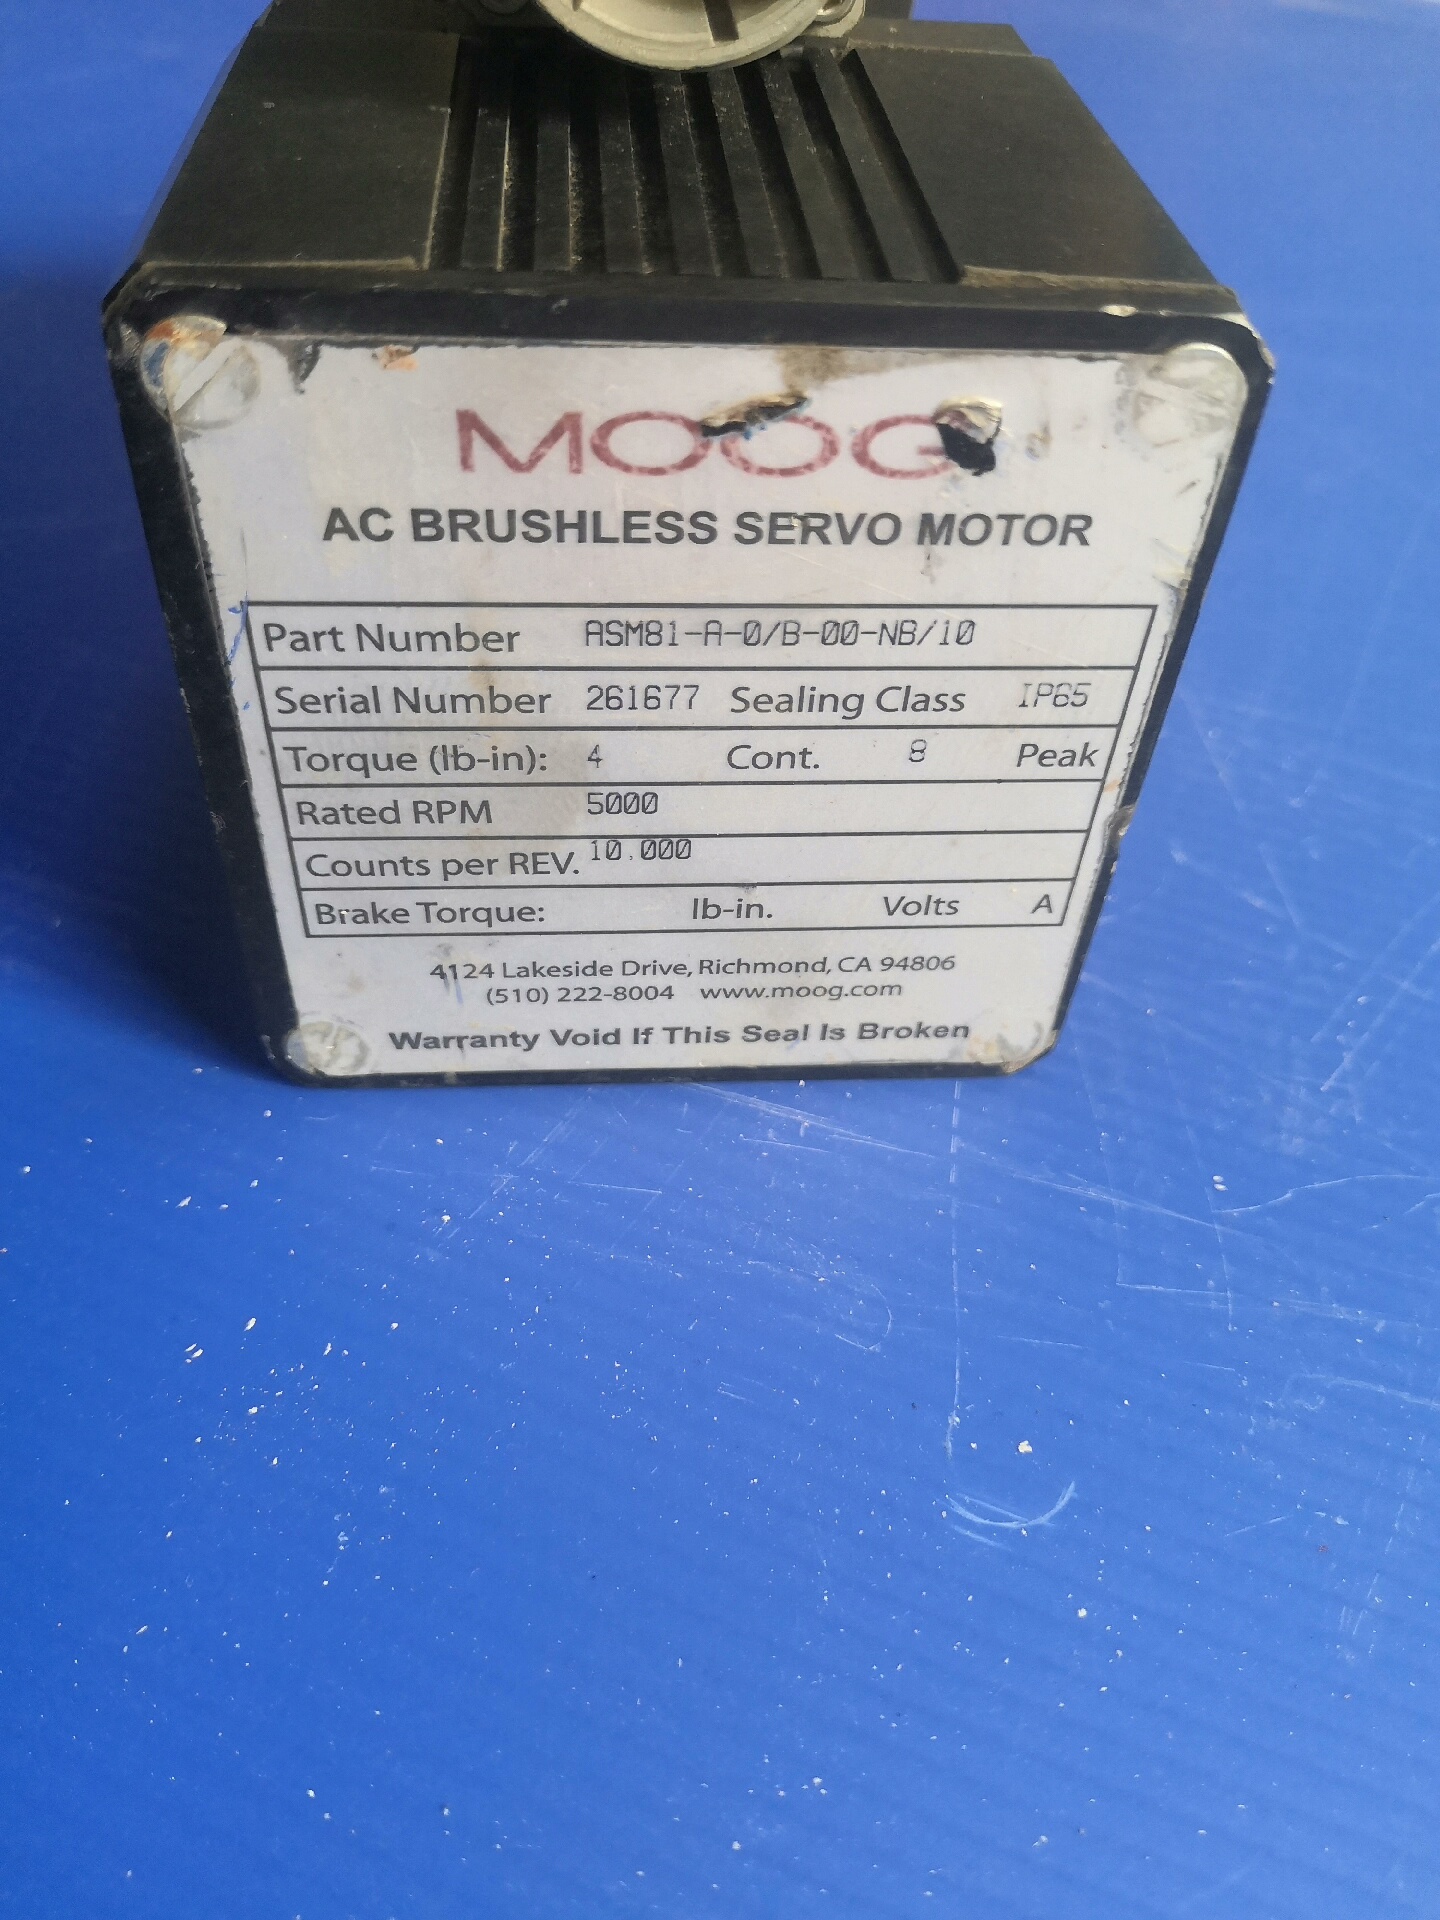 MOOG
AC BRUSHLESS SERVO MOTOR
Part Number ASM81-A-0/B-00-NB/10
Serial Number 261677 Sealing Class IP65
Torque (lb-in): 4 Cont. 8 Peak
Rated RPM 5000
Counts per REV. 10,000
Brake Torque: lb-in. Volts A
4124 Lakeside Drive, Richmond, CA 94806
(510) 222-8004 www.moog.com
Warranty Void If This Seal Is Broken